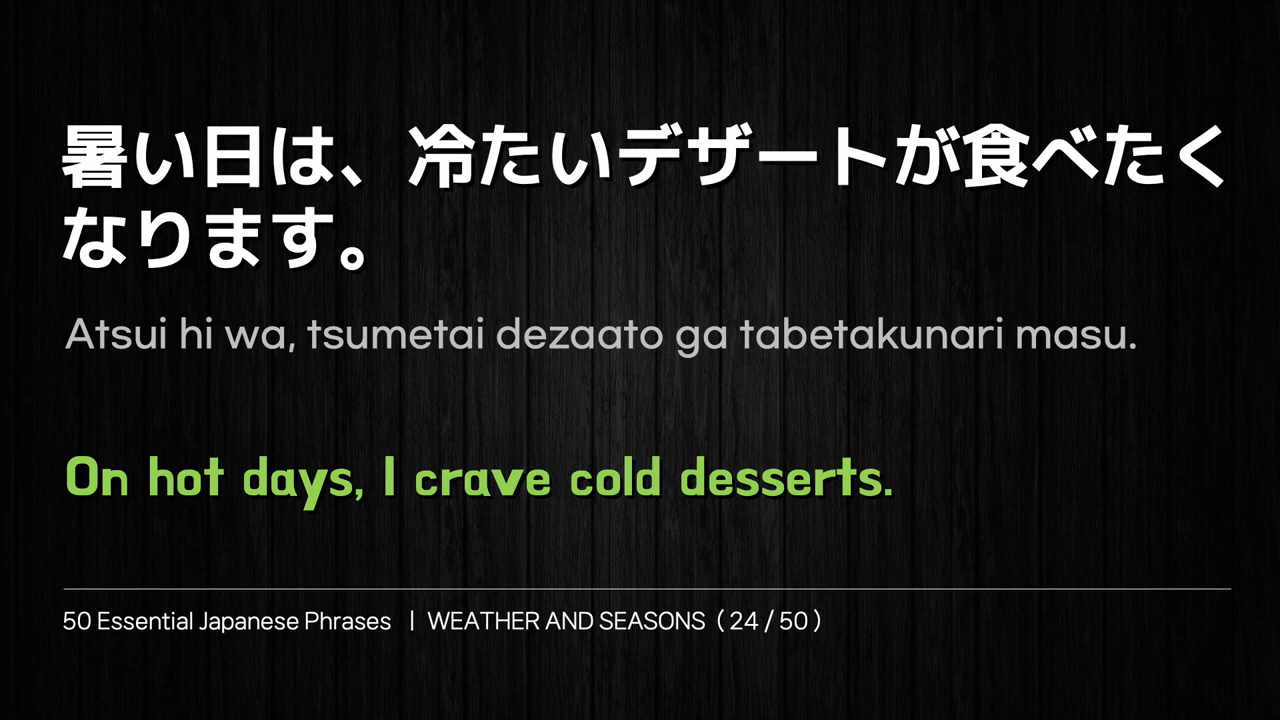 暑い日は、冷たいデザートが食べたく
なります。
Atsui hi wa, tsumetai dezaato ga tabetakunari masu.
On hot days, I crave cold desserts.
50 Essential Japanese Phrases | WEATHER AND SEASONS ( 24 / 50 )